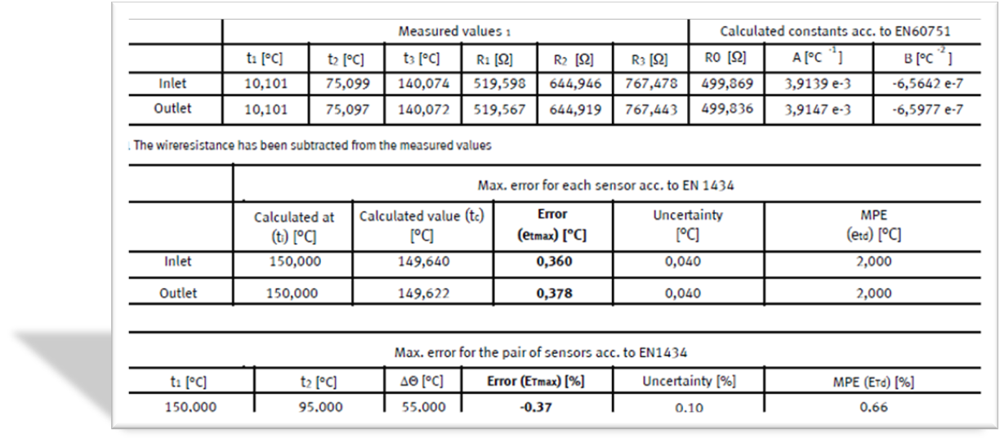 Measured values 1 Calculated constants acc. to EN60751
t1 [°C] t2 [°C] t3 [°C] R1 [Ω] R2 [Ω] R3 [Ω] R0 [Ω] A [°C -1] B [°C -2]
Inlet 10,101 75,099 140,074 519,598 644,946 767,478 499,869 3,9139 e-3 -6,5642 e-7
Outlet 10,101 75,097 140,072 519,567 644,919 767,443 499,836 3,9147 e-3 -6,5977 e-7
. The wireresistance has been subtracted from the measured values
Max. error for each sensor acc. to EN 1434
Calculated at Calculated value (tc) Error Uncertainty MPE
(ti) [°C] [°C] (etmax) [°C] [°C] (etd) [°C]
Inlet 150,000 149,640 0,360 0,040 2,000
Outlet 150,000 149,622 0,378 0,040 2,000
Max. error for the pair of sensors acc. to EN1434
t1 [°C] t2 [°C] ΔΘ [°C] Error (ETmax) [%] Uncertainty [%] MPE (ETd) [%]
150.000 95.000 55.000 -0.37 0.10 0.66